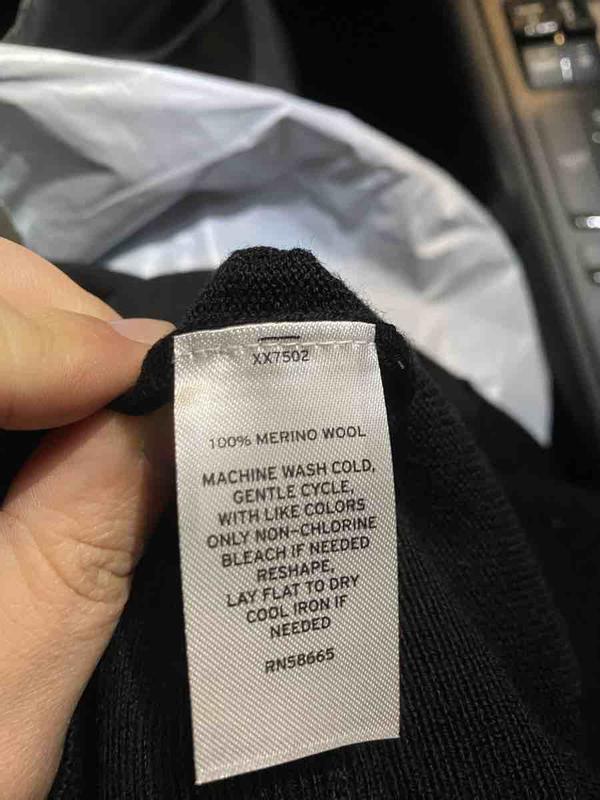 XX7502
100% MERINO WOOL
MACHINE WASH COLD,
GENTLE CYCLE,
WITH LIKE COLORS
ONLY NON-CHLORINE
BLEACH IF NEEDED
RESHAPE,
LAY FLAT TO DRY
COOL IRON IF
NEEDED
RN58665